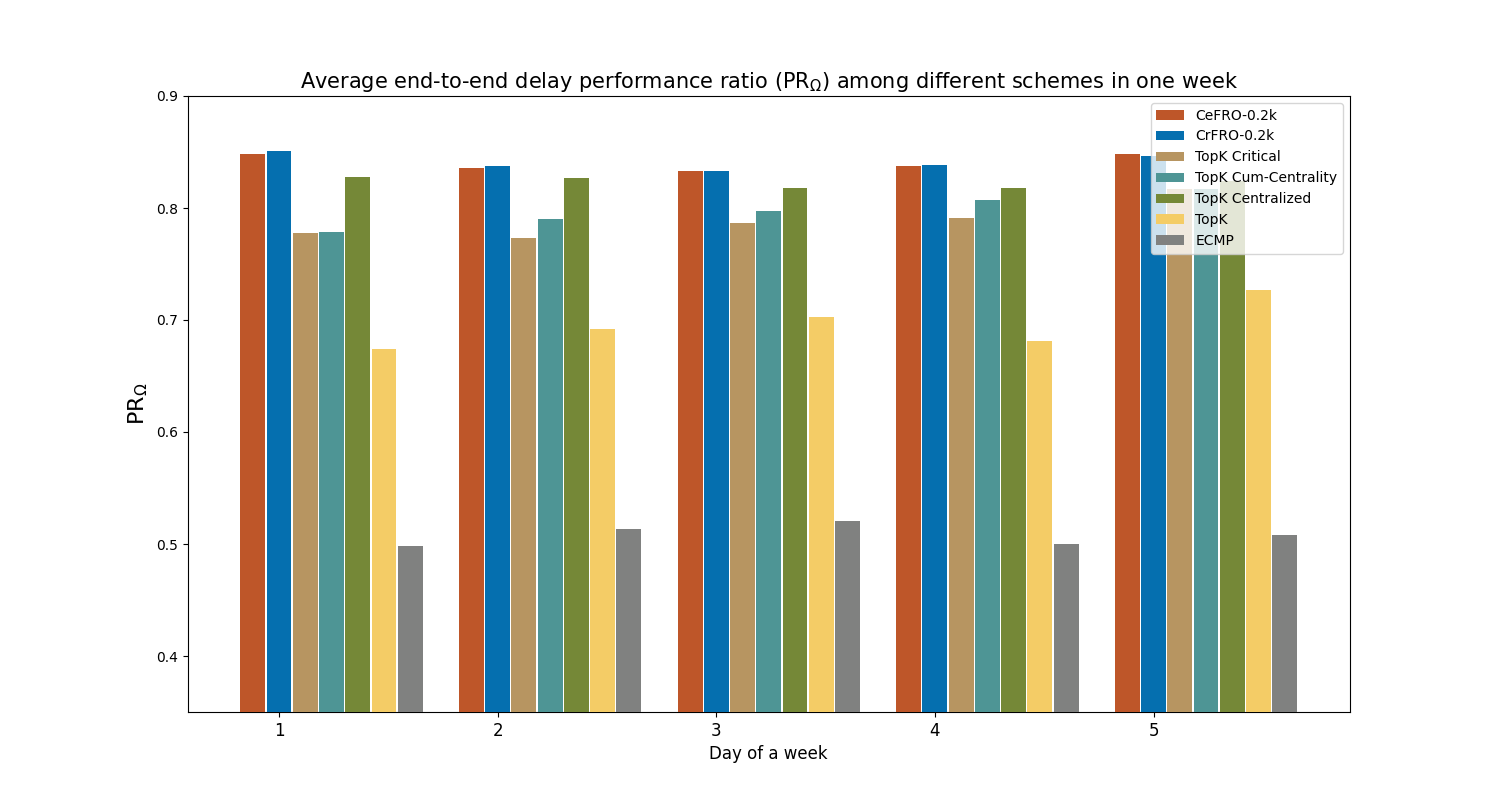 Average end-to-end delay performance ratio (PR_Ω) among different schemes in one week
0.9
0.8
0.7
0.6
0.5
0.4
PR_Ω
1 2 3 4 5
Day of a week
CeFRO-0.2k
CrFRO-0.2k
TopK Critical
TopK Cum-Centrality
TopK Centralized
TopK
ECMP